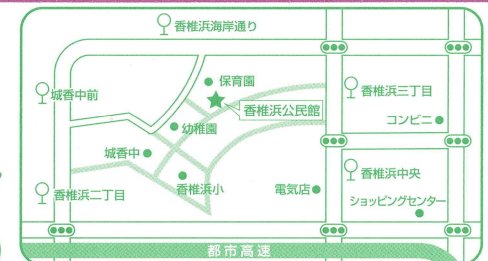 香椎浜海岸通り
保育園
城香中前
香椎浜三丁目
香椎浜公民館
コンビニ
幼稚園
城香中
香椎浜中央
香椎浜二丁目
香椎浜小
電気店
ショッピングセンター
都市高速